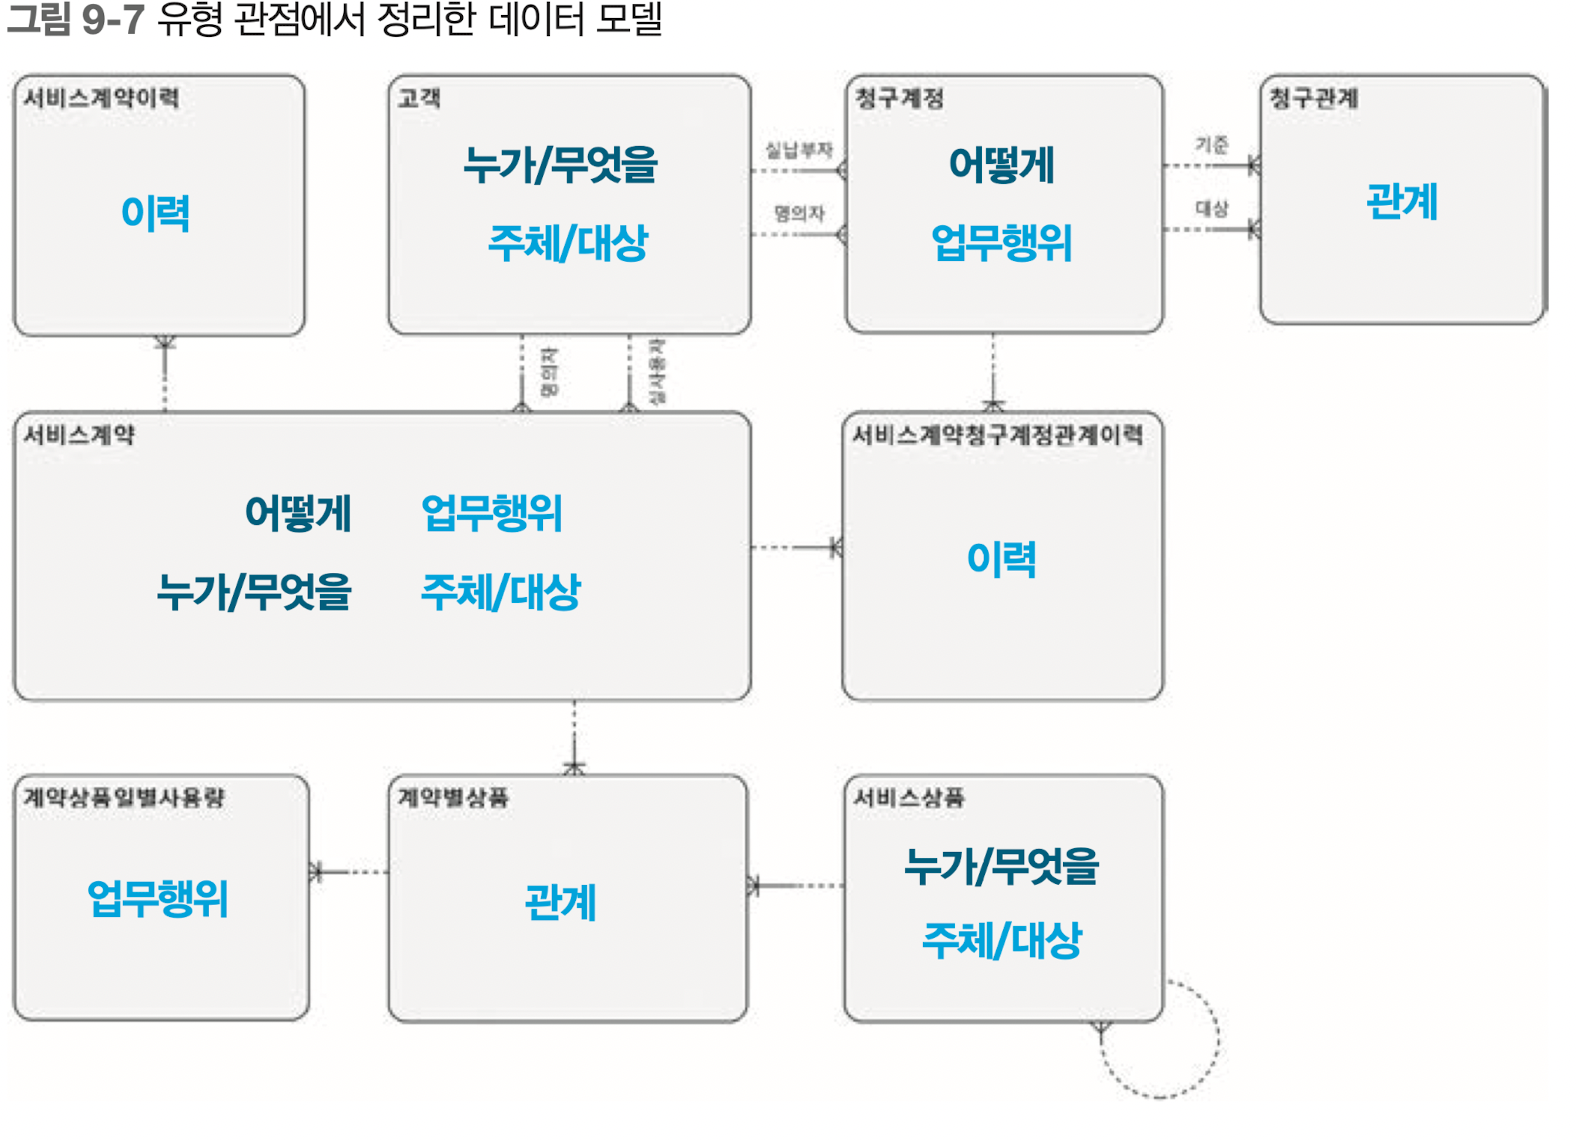 그림 9-7 유형 관점에서 정리한 데이터 모델
서비스계약이력
이력
고객
누가/무엇을
주체/대상
실납부자
명의자
청구계정
어떻게
업무행위
기준
대상
청구관계
관계
명의자
실사용자
서비스계약
어떻게 업무행위
누가/무엇을 주체/대상
서비스계약청구계정관계이력
이력
계약상품일별사용량
업무행위
계약별상품
관계
서비스상품
누가/무엇을
주체/대상